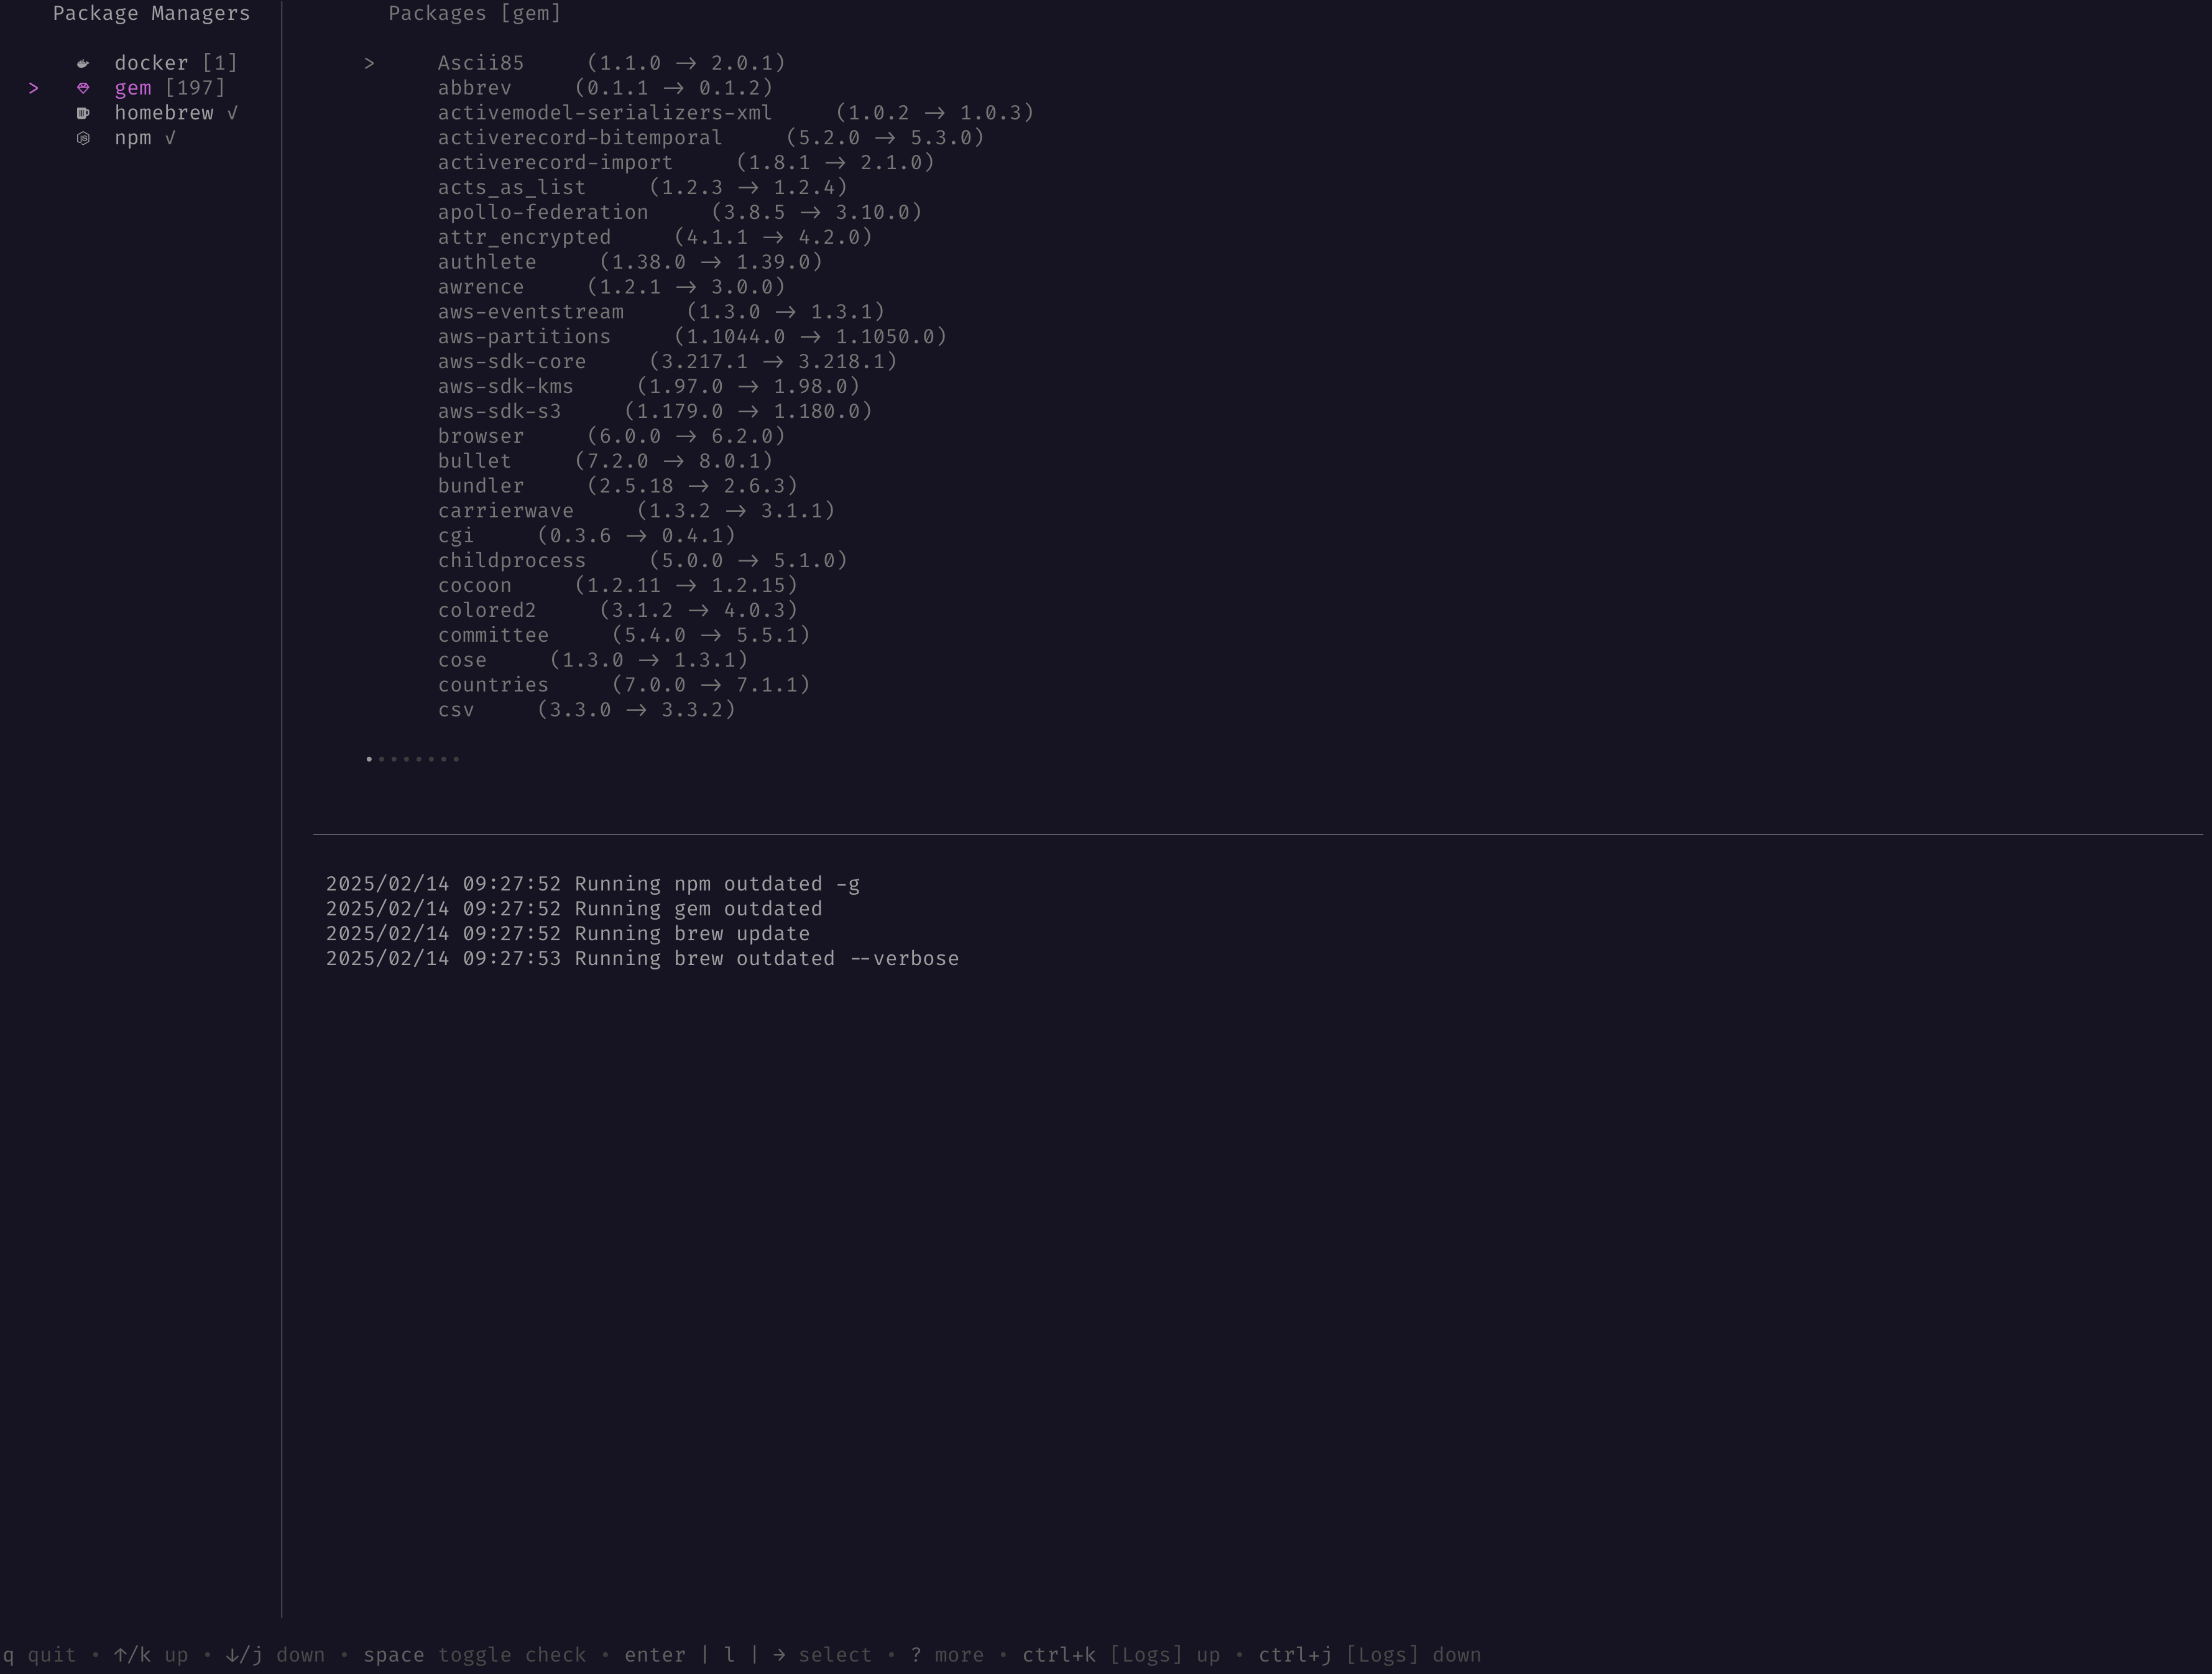 Package Managers
docker [1]
> gem [197]
homebrew √
npm √
Packages [gem]
> Ascii85 (1.1.0 → 2.0.1)
abbrev (0.1.1 → 0.1.2)
activemodel-serializers-xml (1.0.2 → 1.0.3)
activerecord-bitemporal (5.2.0 → 5.3.0)
activerecord-import (1.8.1 → 2.1.0)
acts_as_list (1.2.3 → 1.2.4)
apollo-federation (3.8.5 → 3.10.0)
attr_encrypted (4.1.1 → 4.2.0)
authlete (1.38.0 → 1.39.0)
awrence (1.2.1 → 3.0.0)
aws-eventstream (1.3.0 → 1.3.1)
aws-partitions (1.1044.0 → 1.1050.0)
aws-sdk-core (3.217.1 → 3.218.1)
aws-sdk-kms (1.97.0 → 1.98.0)
aws-sdk-s3 (1.179.0 → 1.180.0)
browser (6.0.0 → 6.2.0)
bullet (7.2.0 → 8.0.1)
bundler (2.5.18 → 2.6.3)
carrierwave (1.3.2 → 3.1.1)
cgi (0.3.6 → 0.4.1)
childprocess (5.0.0 → 5.1.0)
cocoon (1.2.11 → 1.2.15)
colored2 (3.1.2 → 4.0.3)
committee (5.4.0 → 5.5.1)
cose (1.3.0 → 1.3.1)
countries (7.0.0 → 7.1.1)
csv (3.3.0 → 3.3.2)
2025/02/14 09:27:52 Running npm outdated -g
2025/02/14 09:27:52 Running gem outdated
2025/02/14 09:27:52 Running brew update
2025/02/14 09:27:53 Running brew outdated --verbose
q quit • ↑/k up • ↓/j down • space toggle check • enter | l | → select • ? more • ctrl+k [Logs] up • ctrl+j [Logs] down